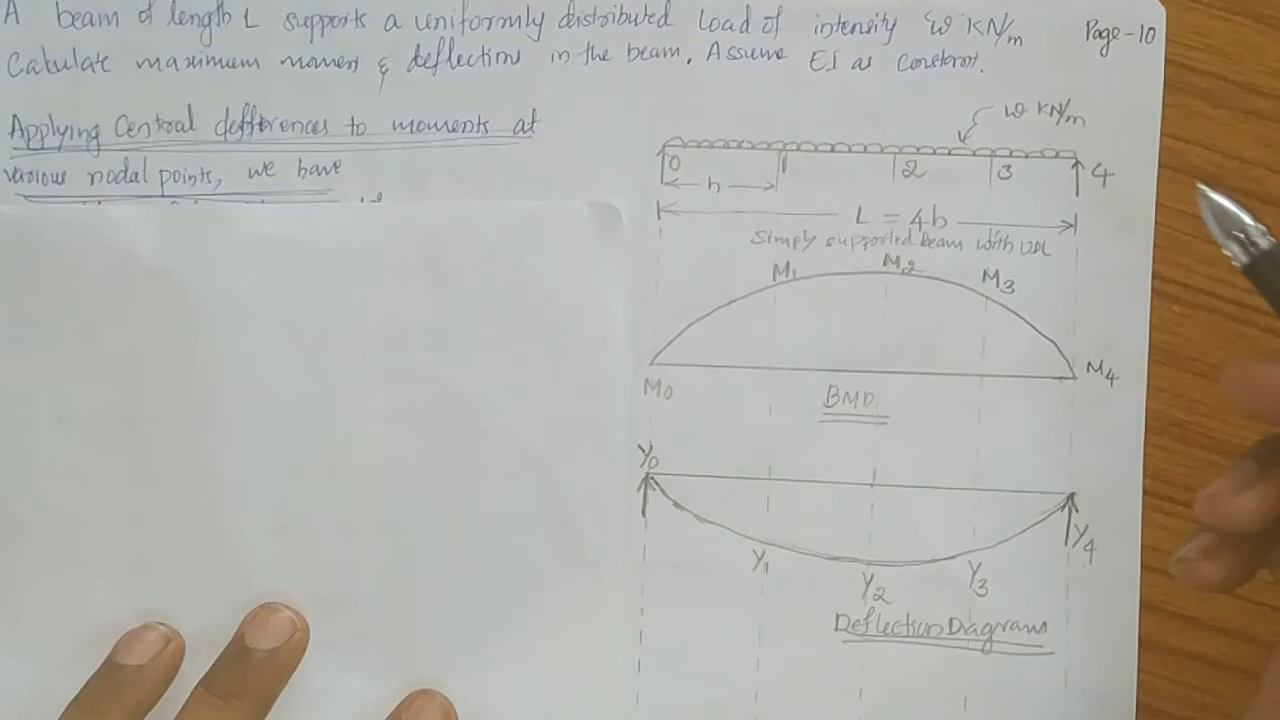 A beam of length L supports a uniformly distributed load of intensity w KN/m
Page-10
Calculate maximum moment & deflection in the beam. Assume EI as constant.
Applying Central differences to moments at
various nodal points, we have
w KN/m
0 1 2 3 4
h
L = 4h
Simply supported Beam with UDL
M1 M2 M3
M0 M4
BMD
Y0
Y1 Y2 Y3 Y4
Deflection Diagrams